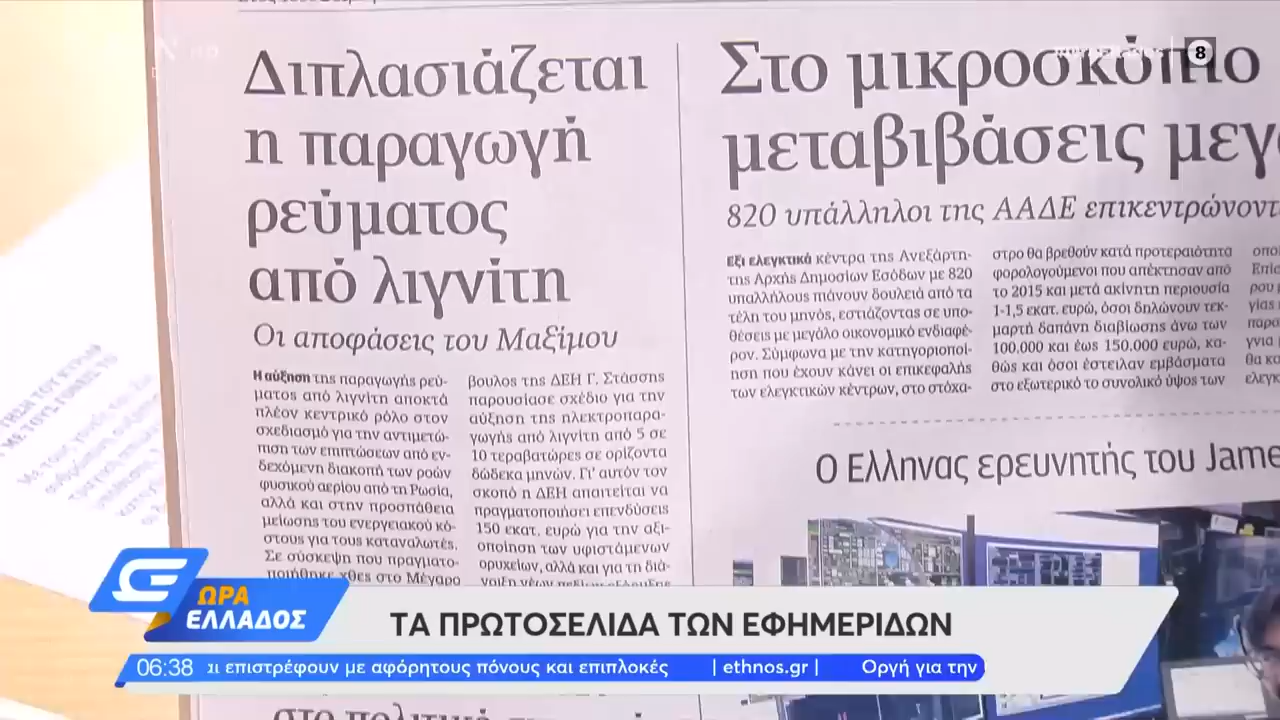 Διπλασιάζεται
η παραγωγή
ρεύματος
από λιγνίτη
Οι αποφάσεις του Μαξίμου
Η αύξηση της παραγωγής ρεύ-
ματος από λιγνίτη αποκτά
πλέον κεντρικό ρόλο στον
σχεδιασμό για την αντιμετώ-
πιση των επιπτώσεων από εν-
δεχόμενη διακοπή των ροών
φυσικού αερίου από τη Ρωσία,
αλλά και στην προσπάθεια
μείωσης του ενεργειακού κό-
στους για τους καταναλωτές.
Σε σύσκεψη που πραγματο-
ποιήθηκε χθες στο Μέγαρο
βουλος της ΔΕΗ Γ. Στάσσης
παρουσίασε σχέδιο για την
αύξηση της ηλεκτροπαρα-
γωγής από λιγνίτη από 5 σε
10 τεραβατώρες σε ορίζοντα
δώδεκα μηνών. Γι' αυτόν τον
σκοπό η ΔΕΗ απαιτείται να
πραγματοποιήσει επενδύσεις
150 εκατ. ευρώ για την αξι-
οποίηση των υφιστάμενων
ορυχείων, αλλά και για τη διά-
νοιξη νέων πεδίων εξόρυξης
Στο μικροσκόπιο
μεταβιβάσεις μεγ
820 υπάλληλοι της ΑΑΔΕ επικεντρώνοντ
Εξι ελεγκτικά κέντρα της Ανεξάρτη-
της Αρχής Δημοσίων Εσόδων με 820
υπαλλήλους πιάνουν δουλειά από τα
τέλη του μηνός, εστιάζοντας σε υπο-
θέσεις με μεγάλο οικονομικό ενδιαφέ-
ρον. Σύμφωνα με την κατηγοριοποί-
ηση που έχουν κάνει οι επικεφαλής
των ελεγκτικών κέντρων, στο στόχα-
στρο θα βρεθούν κατά προτεραιότητα
φορολογούμενοι που απέκτησαν από
το 2015 και μετά ακίνητη περιουσία
1-1,5 εκατ. ευρώ, όσοι δηλώνουν τεκ-
μαρτή δαπάνη διαβίωσης άνω των
100.000 και έως 150.000 ευρώ, κα-
θώς και όσοι έστειλαν εμβάσματα
στο εξωτερικό το συνολικό ύψος των
Ο Ελληνας ερευνητής του Jame
8
ΩΡΑ
ΕΛΛΑΔΟΣ
ΤΑ ΠΡΩΤΟΣΕΛΙΔΑ ΤΩΝ ΕΦΗΜΕΡΙΔΩΝ
06:38 αι επιστρέφουν με αφόρητους πόνους και επιπλοκές | ethnos.gr | Οργή για την